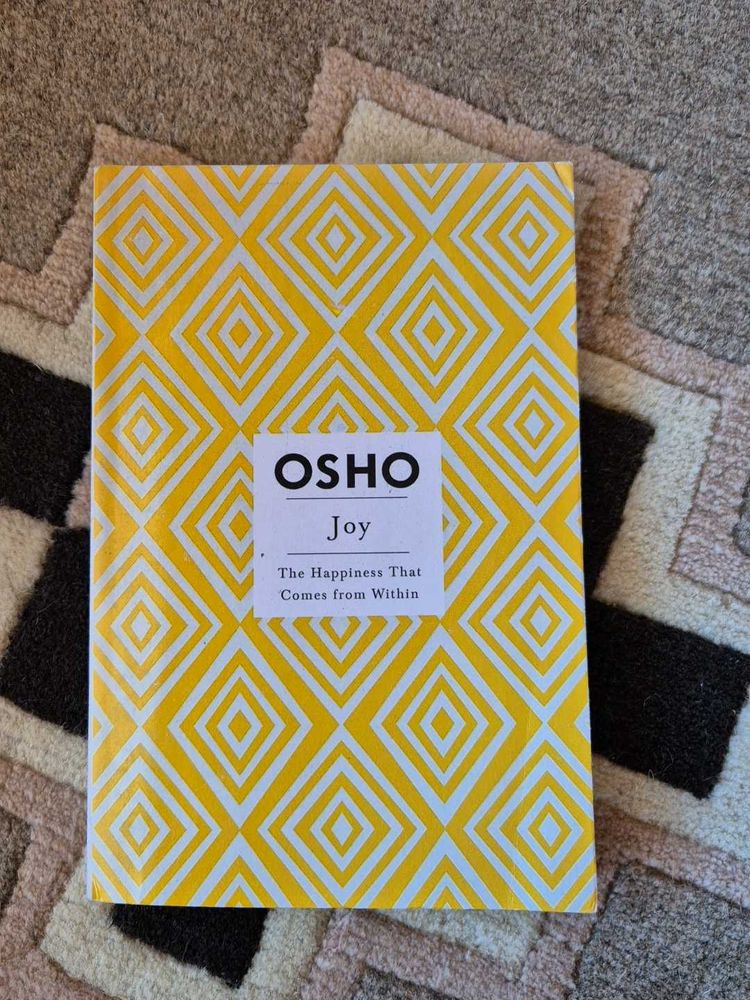 OSHO
Joy
The Happiness That
Comes from Within